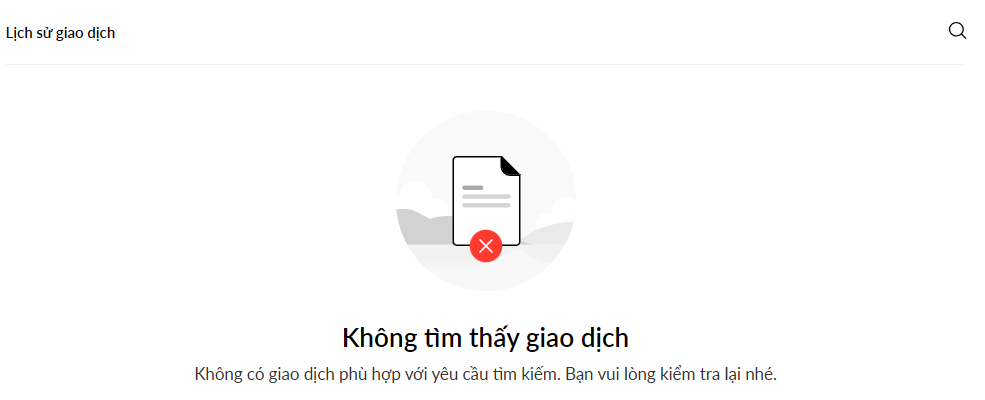 Lịch sử giao dịch
Không tìm thấy giao dịch
Không có giao dịch phù hợp với yêu cầu tìm kiếm. Bạn vui lòng kiểm tra lại nhé.